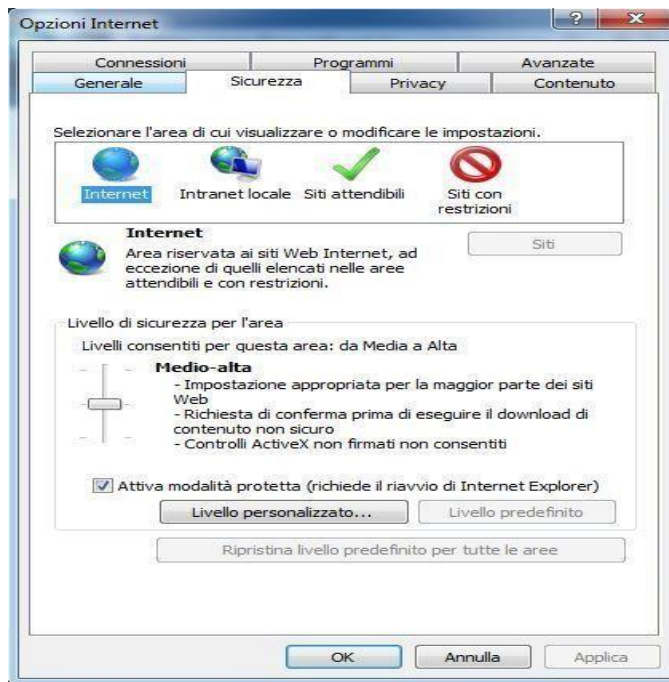 Opzioni Internet
Connessioni Programmi Avanzate
Generale Sicurezza Privacy Contenuto
Selezionare l'area di cui visualizzare o modificare le impostazioni.
Internet Intranet locale Siti attendibili Siti con
restrizioni
Internet
Siti
Area riservata ai siti Web Internet, ad
eccezione di quelli elencati nelle aree
attendibili e con restrizioni.
Livello di sicurezza per l'area
Livelli consentiti per questa area: da Media a Alta
Medio-alta
- Impostazione appropriata per la maggior parte dei siti
Web
- Richiesta di conferma prima di eseguire il download di
contenuto non sicuro
- Controlli ActiveX non firmati non consentiti
Attiva modalità protetta (richiede il riavvio di Internet Explorer)
Livello personalizzato... Livello predefinito
Ripristina livello predefinito per tutte le aree
OK Annulla Applica